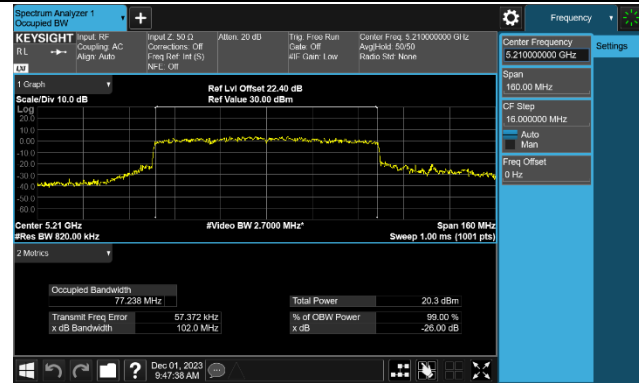 Spectrum Analyzer 1
Occupied BW
Frequency
KEYSIGHT
RL
LXI
Input: RF
Coupling: AC
Align: Auto
Input Z: 50 Ω
Corrections: Off
Freq Ref: Int (S)
NFE: Off
Atten: 20 dB
Trig: Free Run
Gate: Off
#IF Gain: Low
Center Freq: 5.210000000 GHz
Avg|Hold: 50/50
Radio Std: None
Center Frequency
5.210000000 GHz
Settings
Span
160.00 MHz
CF Step
16.000000 MHz
Auto
Man
Freq Offset
0 Hz
1 Graph
Scale/Div 10.0 dB
Ref Lvl Offset 22.40 dB
Ref Value 30.00 dBm
Log
20.0
10.0
0.00
-10.0
-20.0
-30.0
-40.0
-50.0
-60.0
Center 5.21 GHz
#Video BW 2.7000 MHz*
Span 160 MHz
#Res BW 820.00 kHz
Sweep 1.00 ms (1001 pts)
2 Metrics
Occupied Bandwidth
77.238 MHz
Total Power 20.3 dBm
Transmit Freq Error 57.372 kHz
% of OBW Power 99.00 %
x dB Bandwidth 102.0 MHz
x dB -26.00 dB
?
Dec 01, 2023
9:47:38 AM